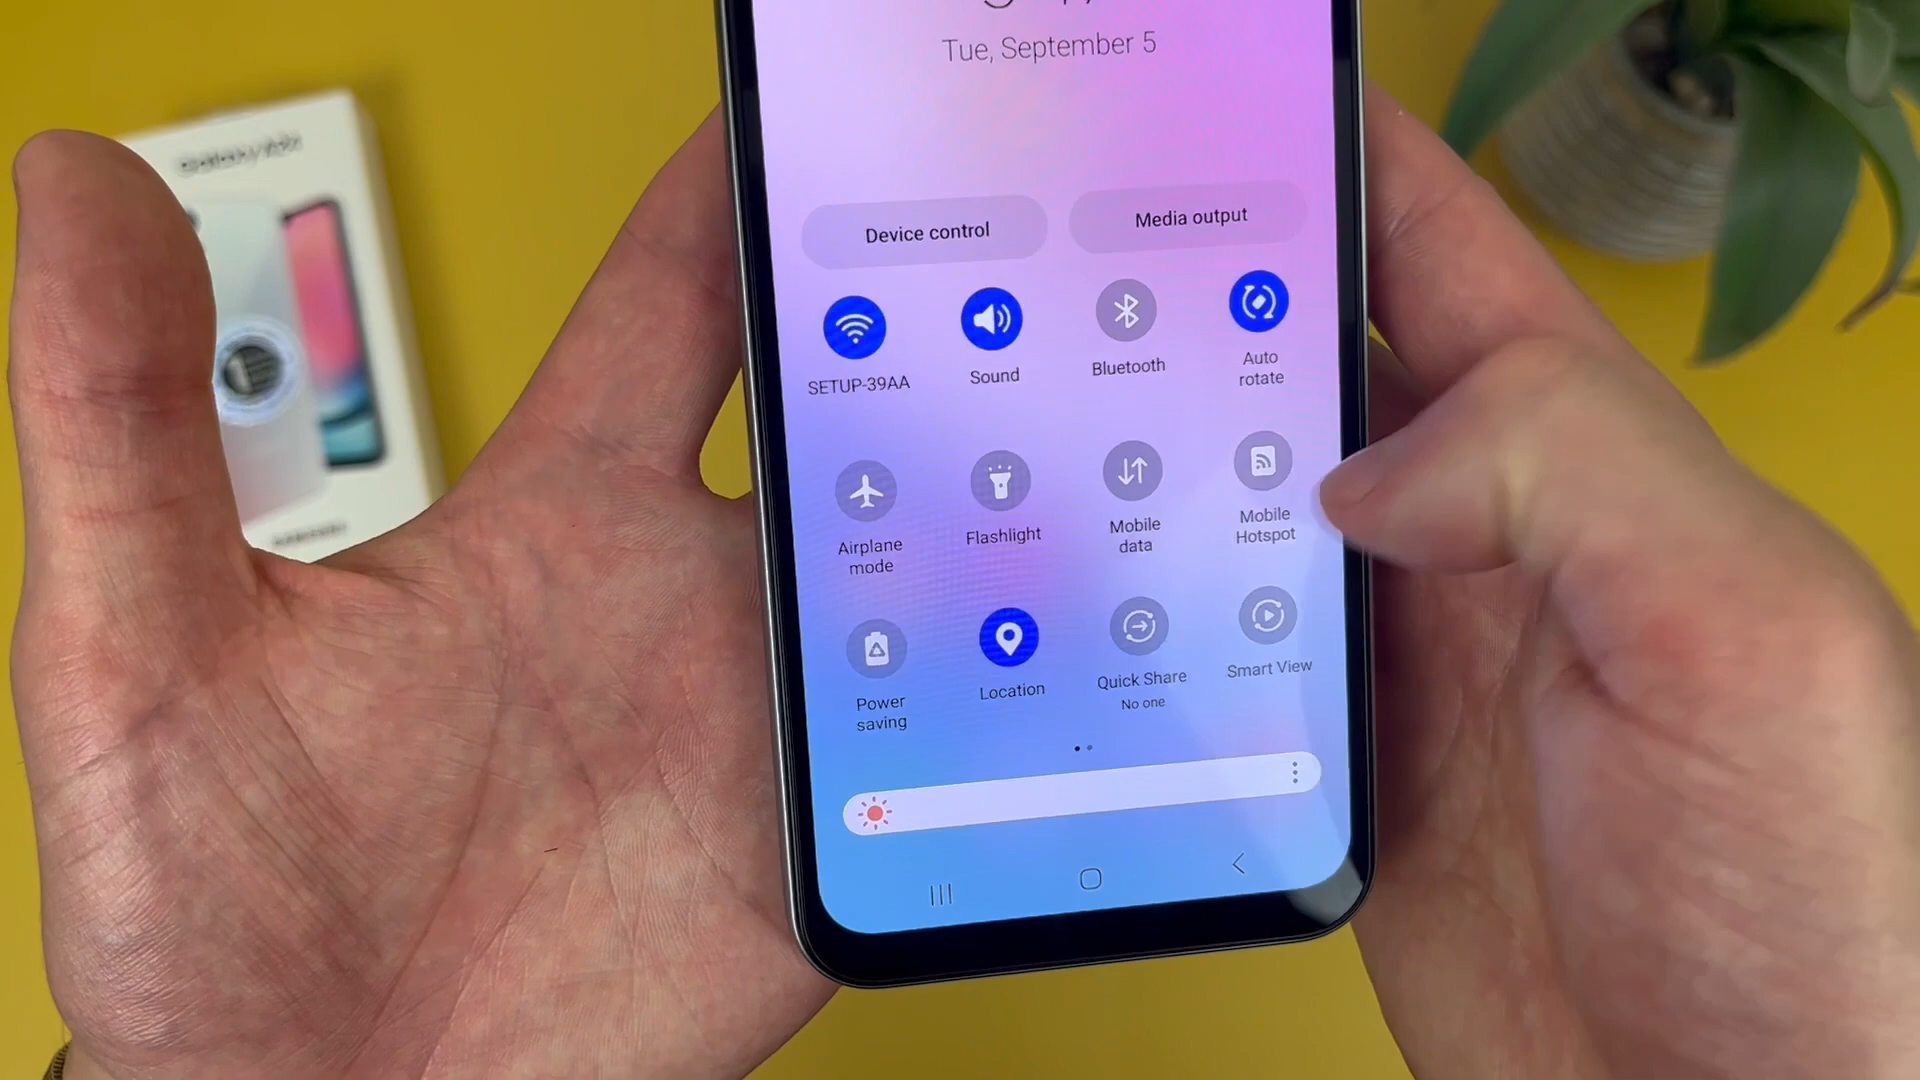 Tue, September 5
Device control
Media output
SETUP-39AA
Sound
Bluetooth
Auto
rotate
Airplane
mode
Flashlight
Mobile
data
Mobile
Hotspot
Power
saving
Location
Quick Share
No one
Smart View